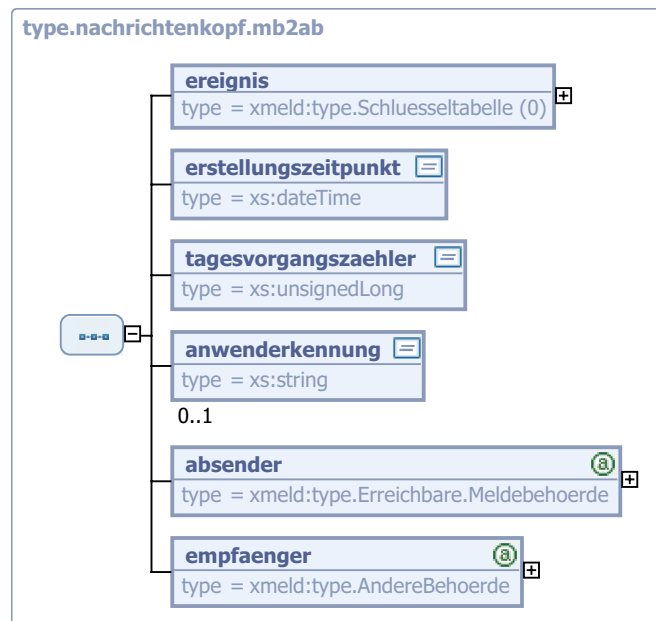 type.nachrichtenkopf.mb2ab
ereignis
type = xmeld:type.Schluesseltabelle (0)
erstellungszeitpunkt
type = xs:dateTime
tagesvorgangszaehler
type = xs:unsignedLong
anwenderkennung
type = xs:string
0..1
absender
type = xmeld:type.Erreichbare.Meldebehoerde
empfaenger
type = xmeld:type.AndereBehoerde